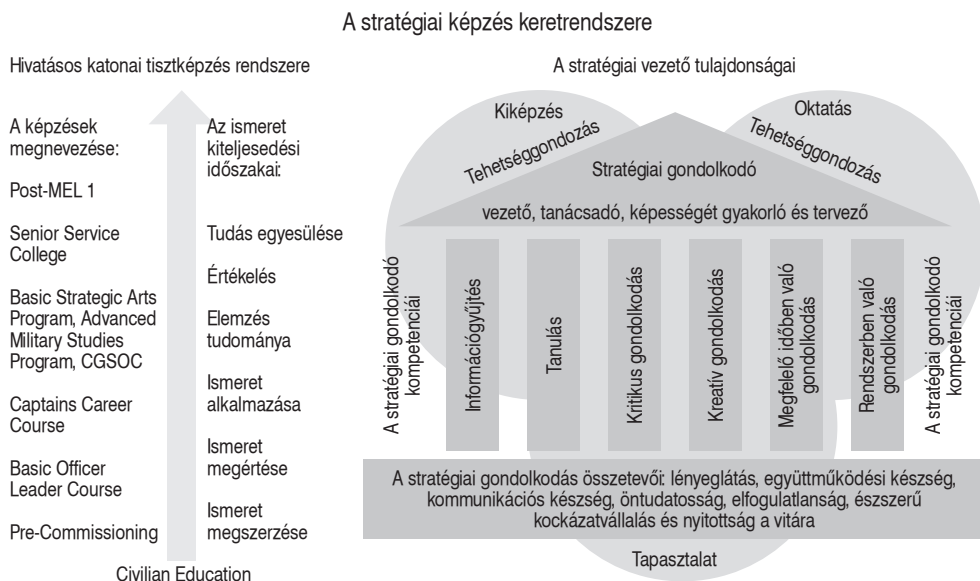 A stratégiai képzés keretrendszere
Hivatásos katonai tisztképzés rendszere
A képzések
megnevezése:
Post-MEL 1
Senior Service
College
Basic Strategic Arts
Program, Advanced
Military Studies
Program, CGSOC
Captains Career
Course
Basic Officer
Leader Course
Pre-Commissioning
Az ismeret
kiteljesedési
időszakai:
Tudás egyesülése
Értékelés
Elemzés
tudománya
Ismeret
alkalmazása
Ismeret
megértése
Ismeret
megszerzése
Civilian Education
A stratégiai vezető tulajdonságai
Kiképzés
Tehetséggondozás
Oktatás
Tehetséggondozás
Stratégiai gondolkodó
vezető, tanácsadó, képességét gyakorló és tervező
A stratégiai gondolkodó
kompetenciái
Információgyűjtés
Tanulás
Kritikus gondolkodás
Kreatív gondolkodás
Megfelelő időben való
gondolkodás
Rendszerben való
gondolkodás
A stratégiai gondolkodó
kompetenciái
A stratégiai gondolkodás összetevői: lényeglátás, együttműködési készség,
kommunikációs készség, öntudatosság, elfogulatlanság, észszerű
kockázatvállalás és nyitottság a vitára
Tapasztalat